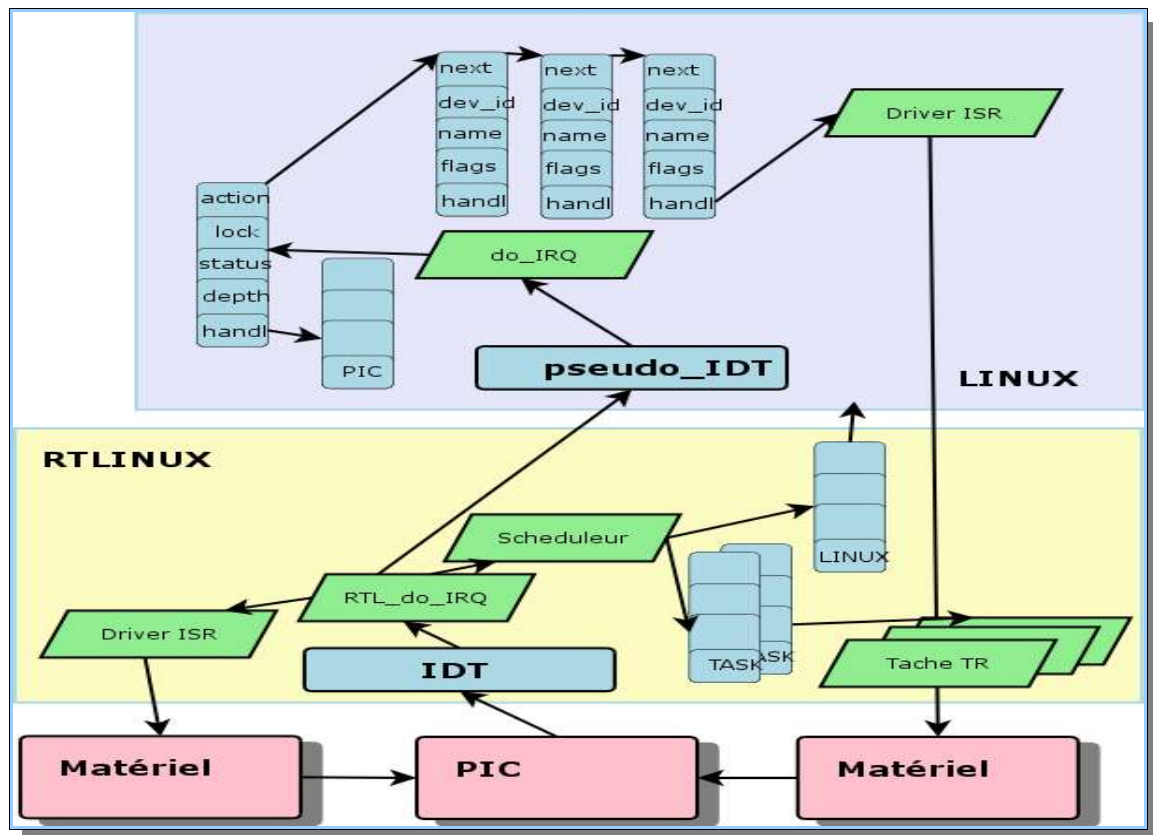 next
next
next
dev_id
dev_id
dev_id
name
name
name
flags
flags
flags
handl
handl
handl
Driver ISR
action
lock
status
depth
handl
do_IRQ
PIC
pseudo_IDT
LINUX
RTLINUX
Scheduleur
LINUX
RTL_do_IRQ
Driver ISR
IDT
TASK
ASK
Tache TR
Matériel
PIC
Matériel